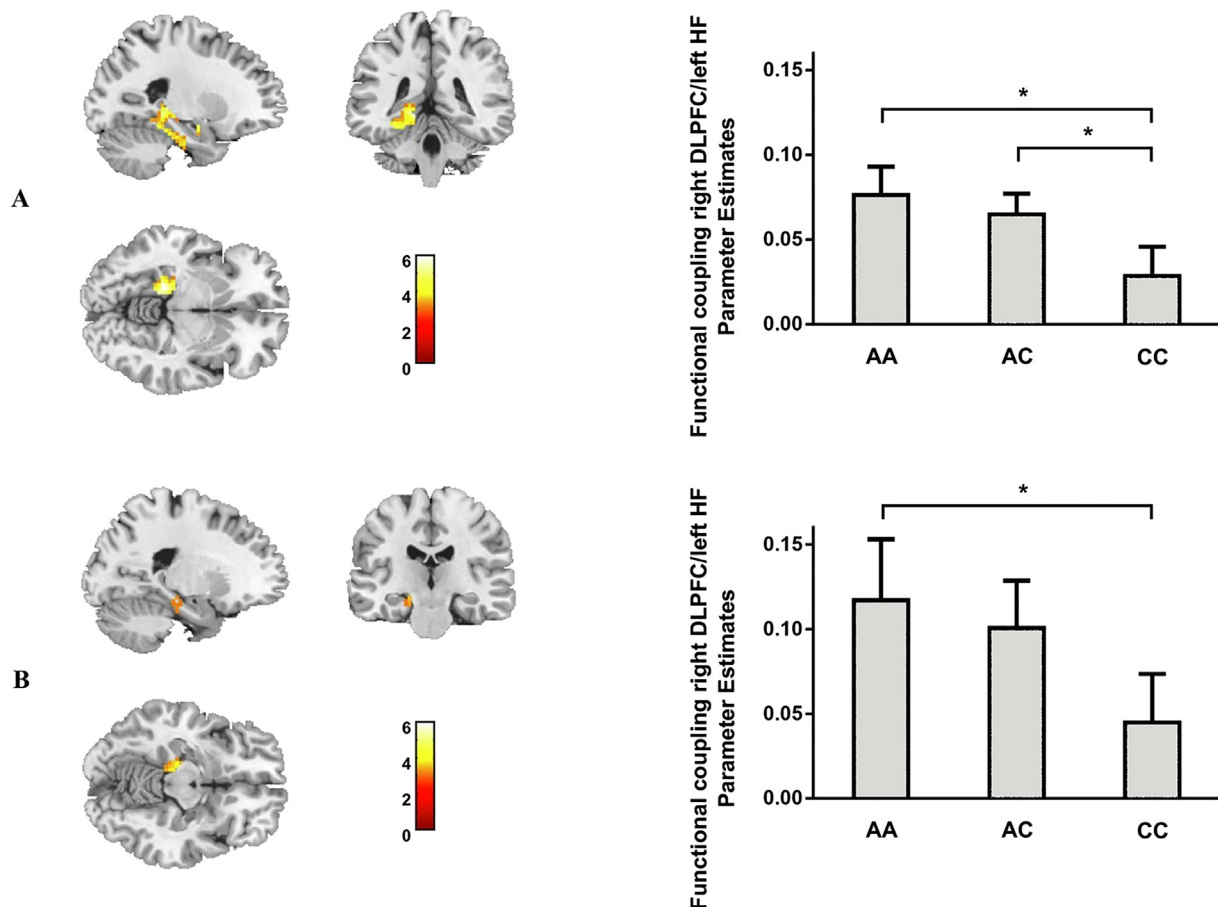 A
6
4
2
0
Functional coupling right DLPFC/left HF
Parameter Estimates
0.15
0.10
0.05
0.00
*
*
AA
AC
CC
B
6
4
2
0
Functional coupling right DLPFC/left HF
Parameter Estimates
0.15
0.10
0.05
0.00
*
AA
AC
CC